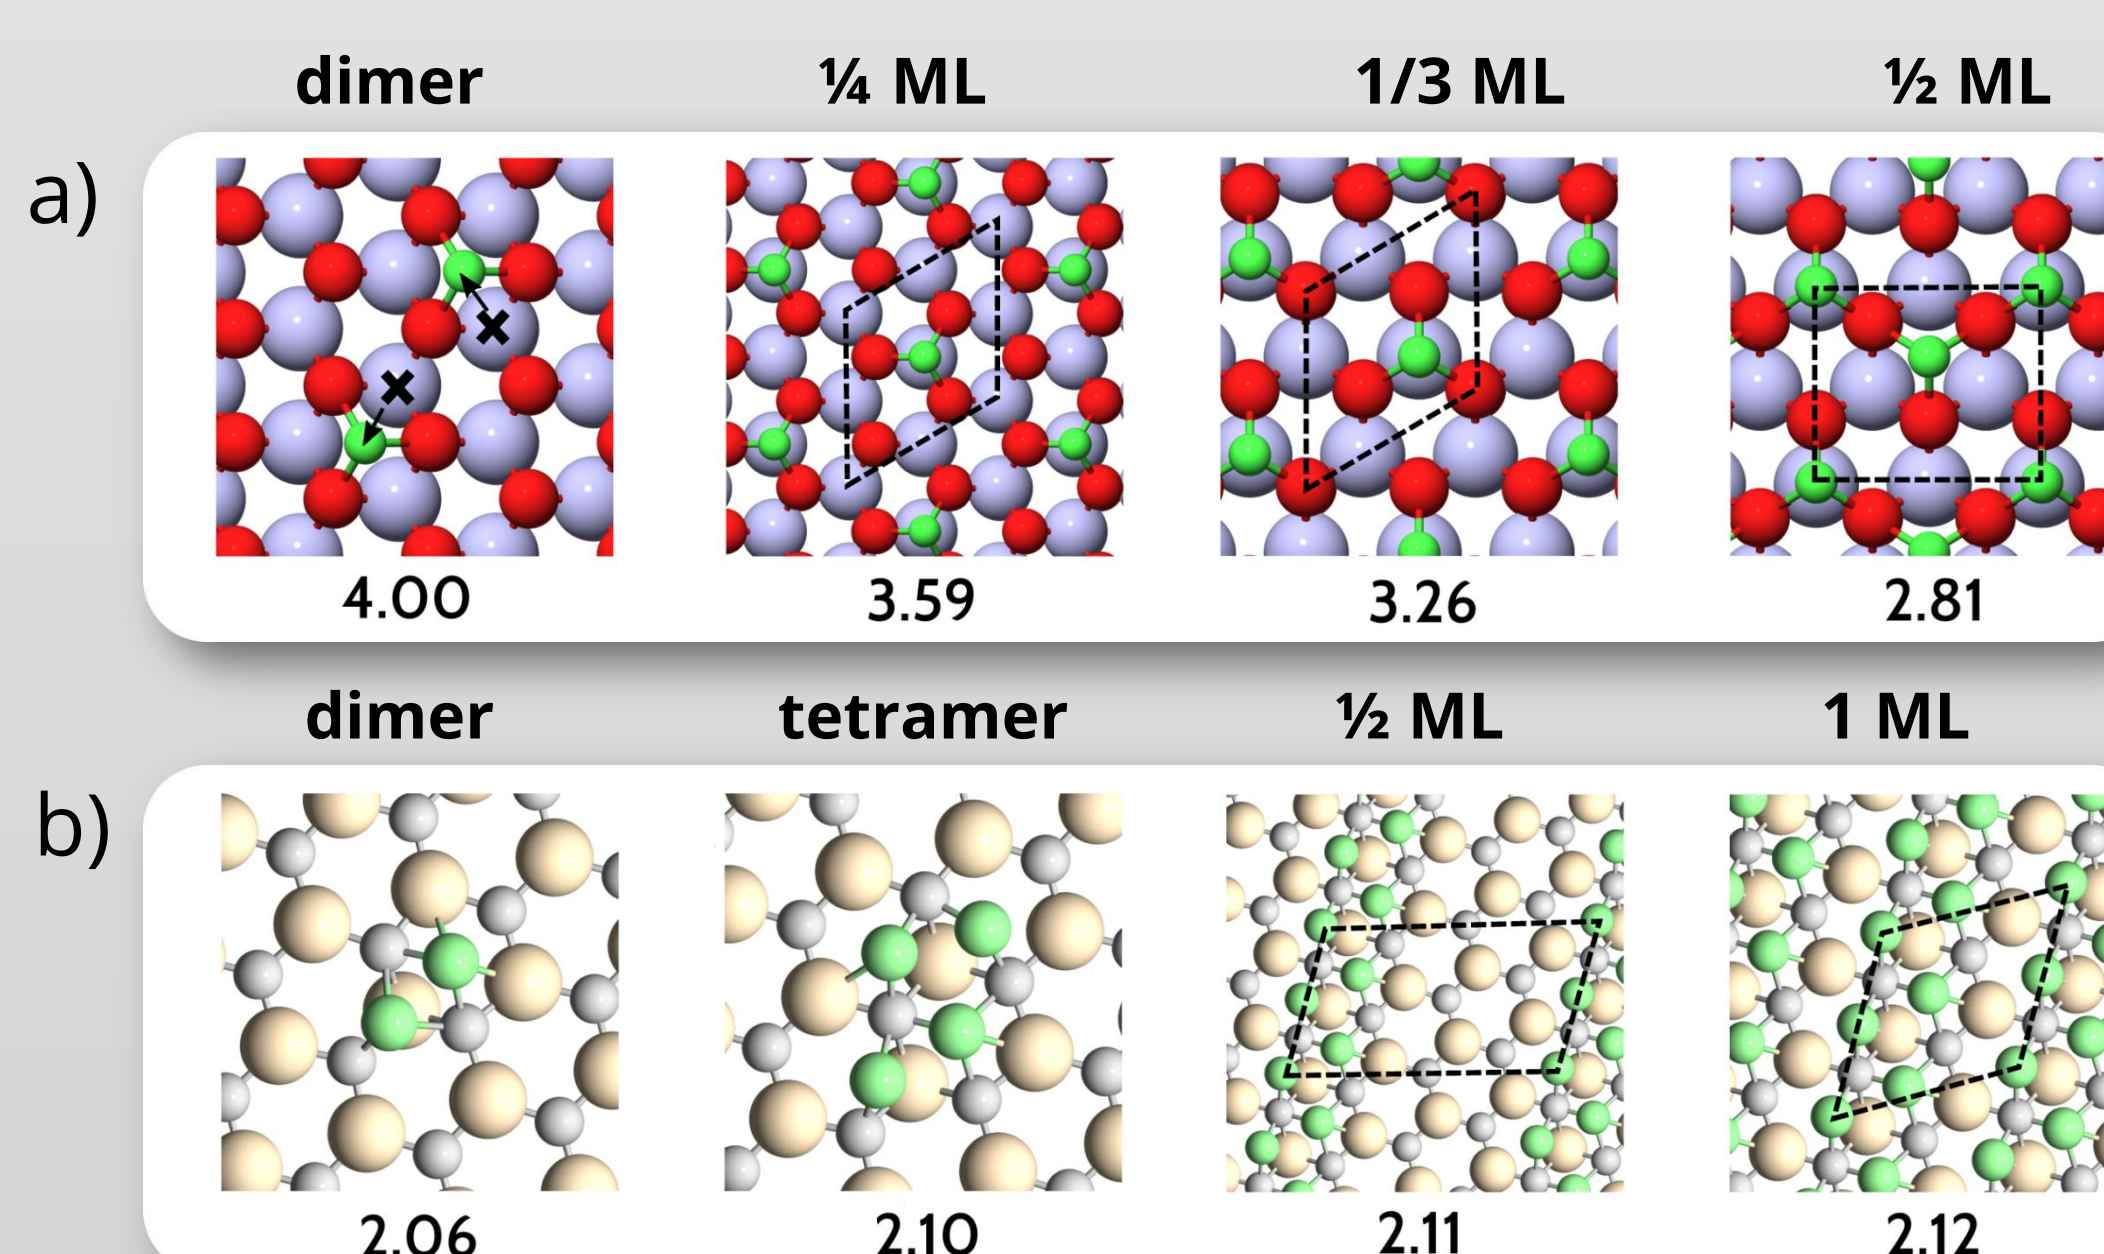 dimer ¼ ML 1/3 ML ½ ML
a)
4.00 3.59 3.26 2.81
dimer tetramer ½ ML 1 ML
b)
2.06 2.10 2.11 2.12